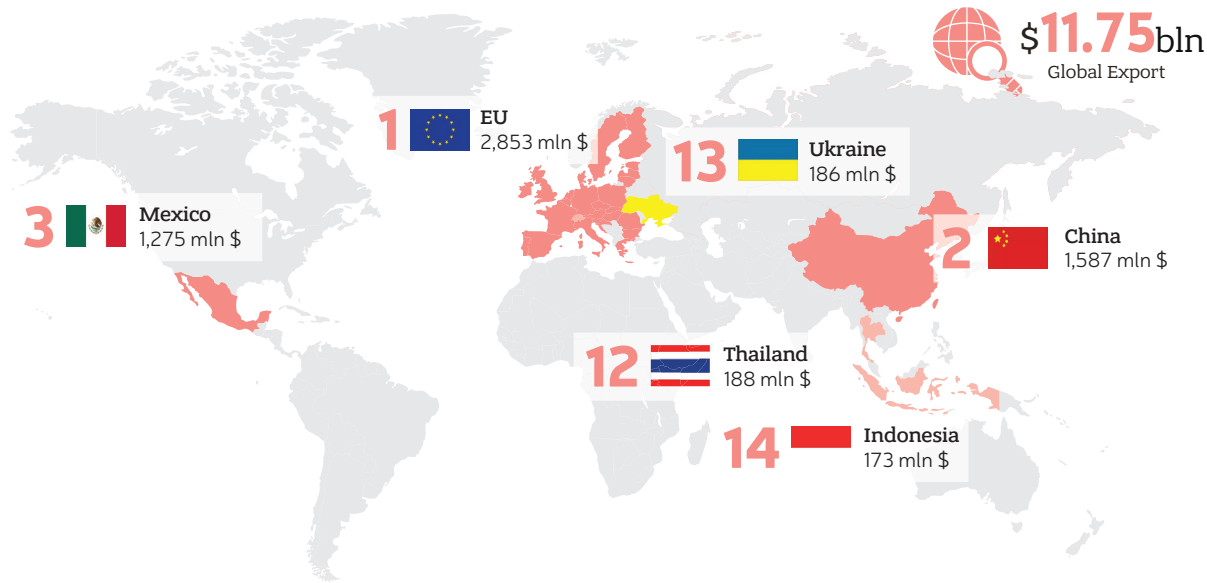 $11.75bln
Global Export
1
EU
2,853 mln $
13
Ukraine
186 mln $
3
Mexico
1,275 mln $
2
China
1,587 mln $
12
Thailand
188 mln $
14
Indonesia
173 mln $